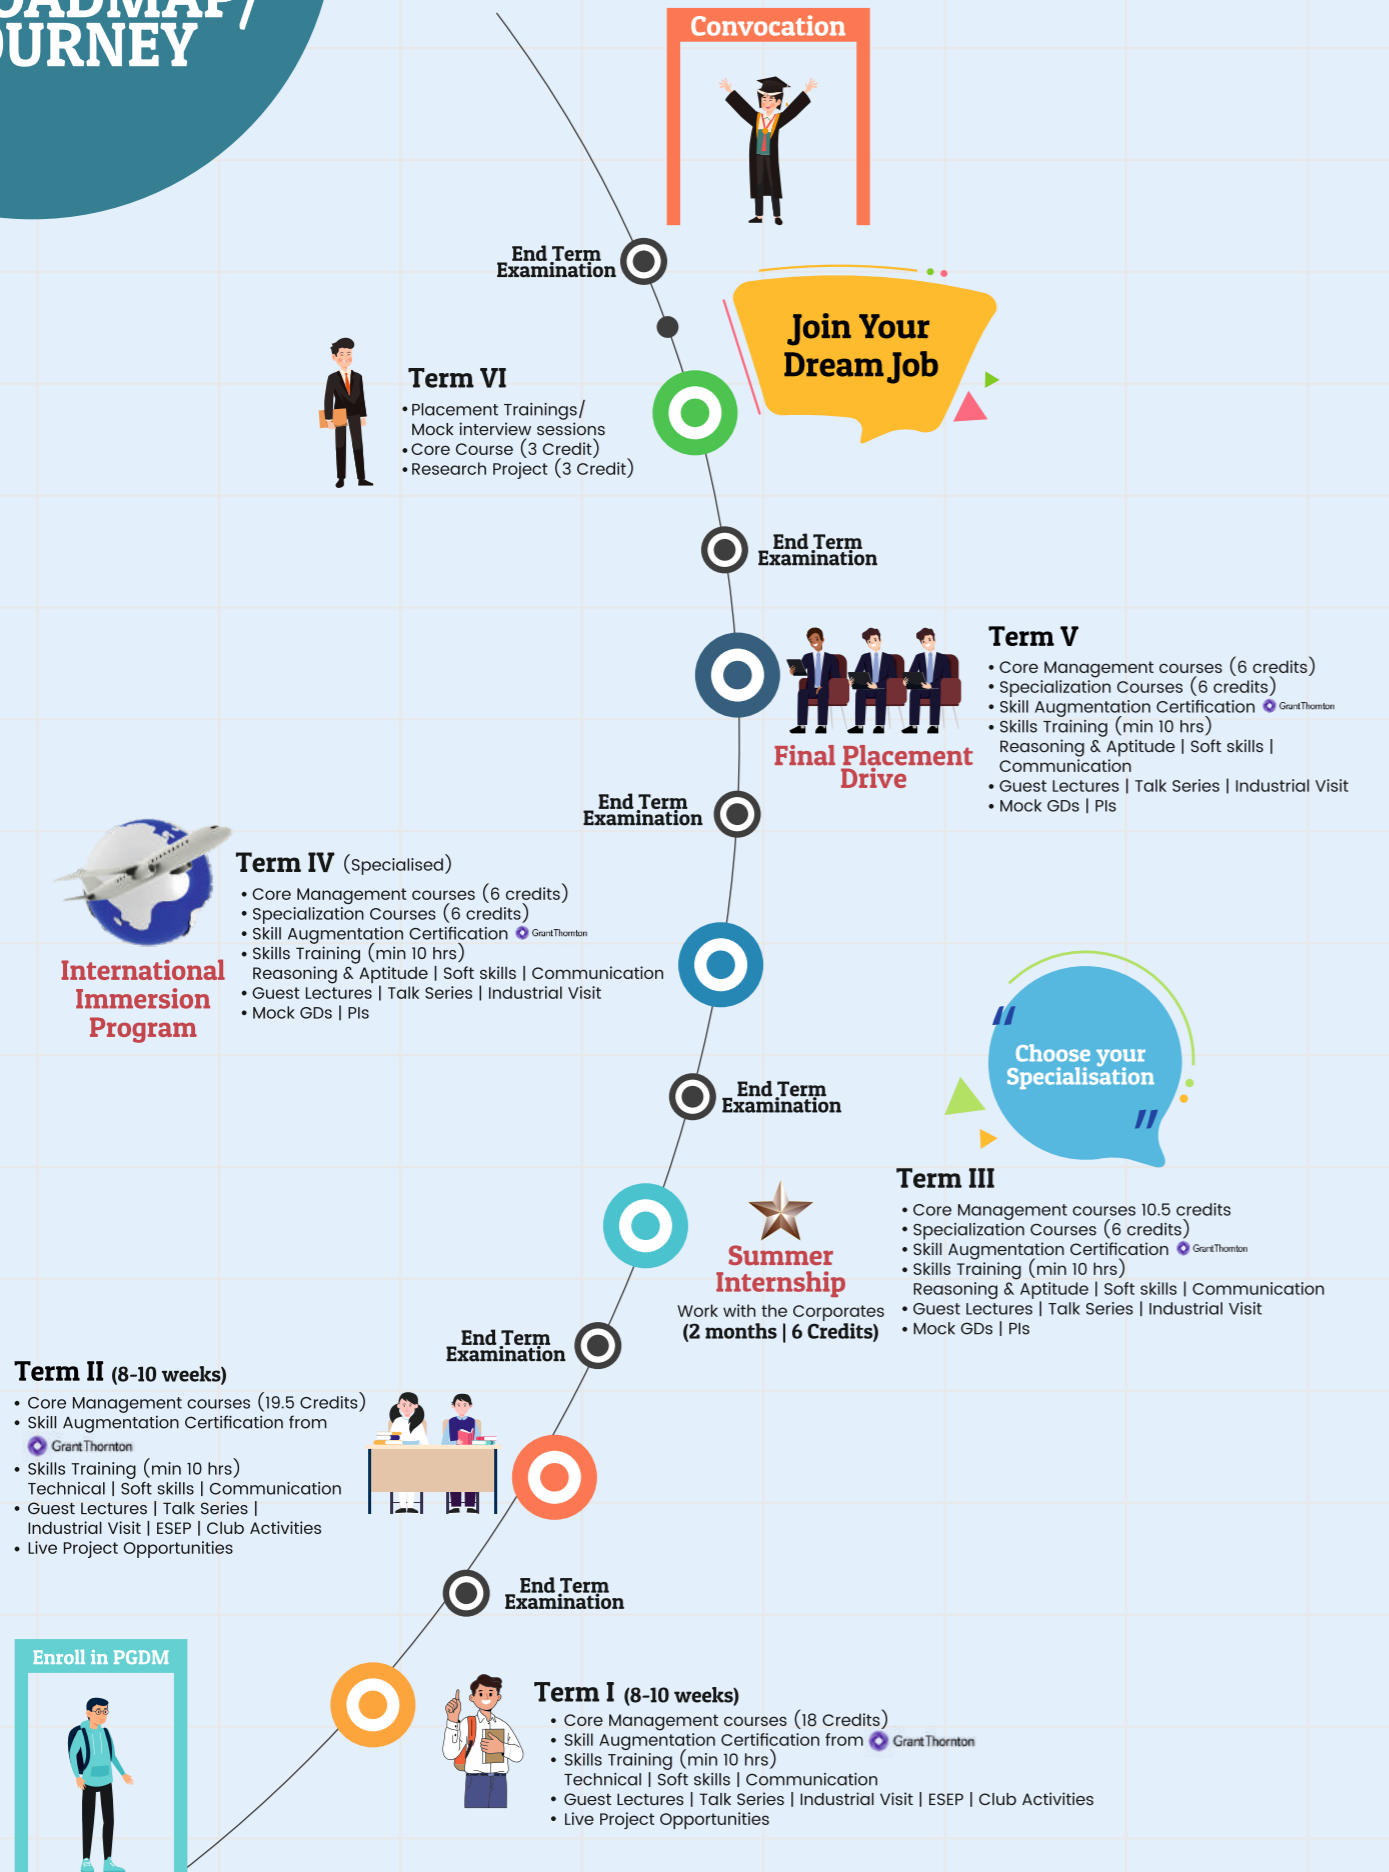 JOURNEY
Convocation
End Term
Examination
Join Your
Dream Job
Term VI
• Placement Trainings/
Mock interview sessions
• Core Course (3 Credit)
• Research Project (3 Credit)
End Term
Examination
Term V
• Core Management courses (6 credits)
• Specialization Courses (6 credits)
• Skill Augmentation Certification GrantThornton
• Skills Training (min 10 hrs)
Reasoning & Aptitude | Soft skills |
Communication
• Guest Lectures | Talk Series | Industrial Visit
• Mock GDs | PIs
Final Placement
Drive
End Term
Examination
Term IV (Specialised)
• Core Management courses (6 credits)
• Specialization Courses (6 credits)
• Skill Augmentation Certification GrantThornton
• Skills Training (min 10 hrs)
Reasoning & Aptitude | Soft skills | Communication
• Guest Lectures | Talk Series | Industrial Visit
• Mock GDs | PIs
International
Immersion
Program
"
Choose your
Specialisation
"
End Term
Examination
Term III
• Core Management courses 10.5 credits
• Specialization Courses (6 credits)
• Skill Augmentation Certification GrantThornton
• Skills Training (min 10 hrs)
Reasoning & Aptitude | Soft skills | Communication
• Guest Lectures | Talk Series | Industrial Visit
• Mock GDs | PIs
Summer
Internship
Work with the Corporates
(2 months | 6 Credits)
End Term
Examination
Term II (8-10 weeks)
• Core Management courses (19.5 Credits)
• Skill Augmentation Certification from
GrantThornton
• Skills Training (min 10 hrs)
Technical | Soft skills | Communication
• Guest Lectures | Talk Series |
Industrial Visit | ESEP | Club Activities
• Live Project Opportunities
End Term
Examination
Enroll in PGDM
Term I (8-10 weeks)
• Core Management courses (18 Credits)
• Skill Augmentation Certification from GrantThornton
• Skills Training (min 10 hrs)
Technical | Soft skills | Communication
• Guest Lectures | Talk Series | Industrial Visit | ESEP | Club Activities
• Live Project Opportunities